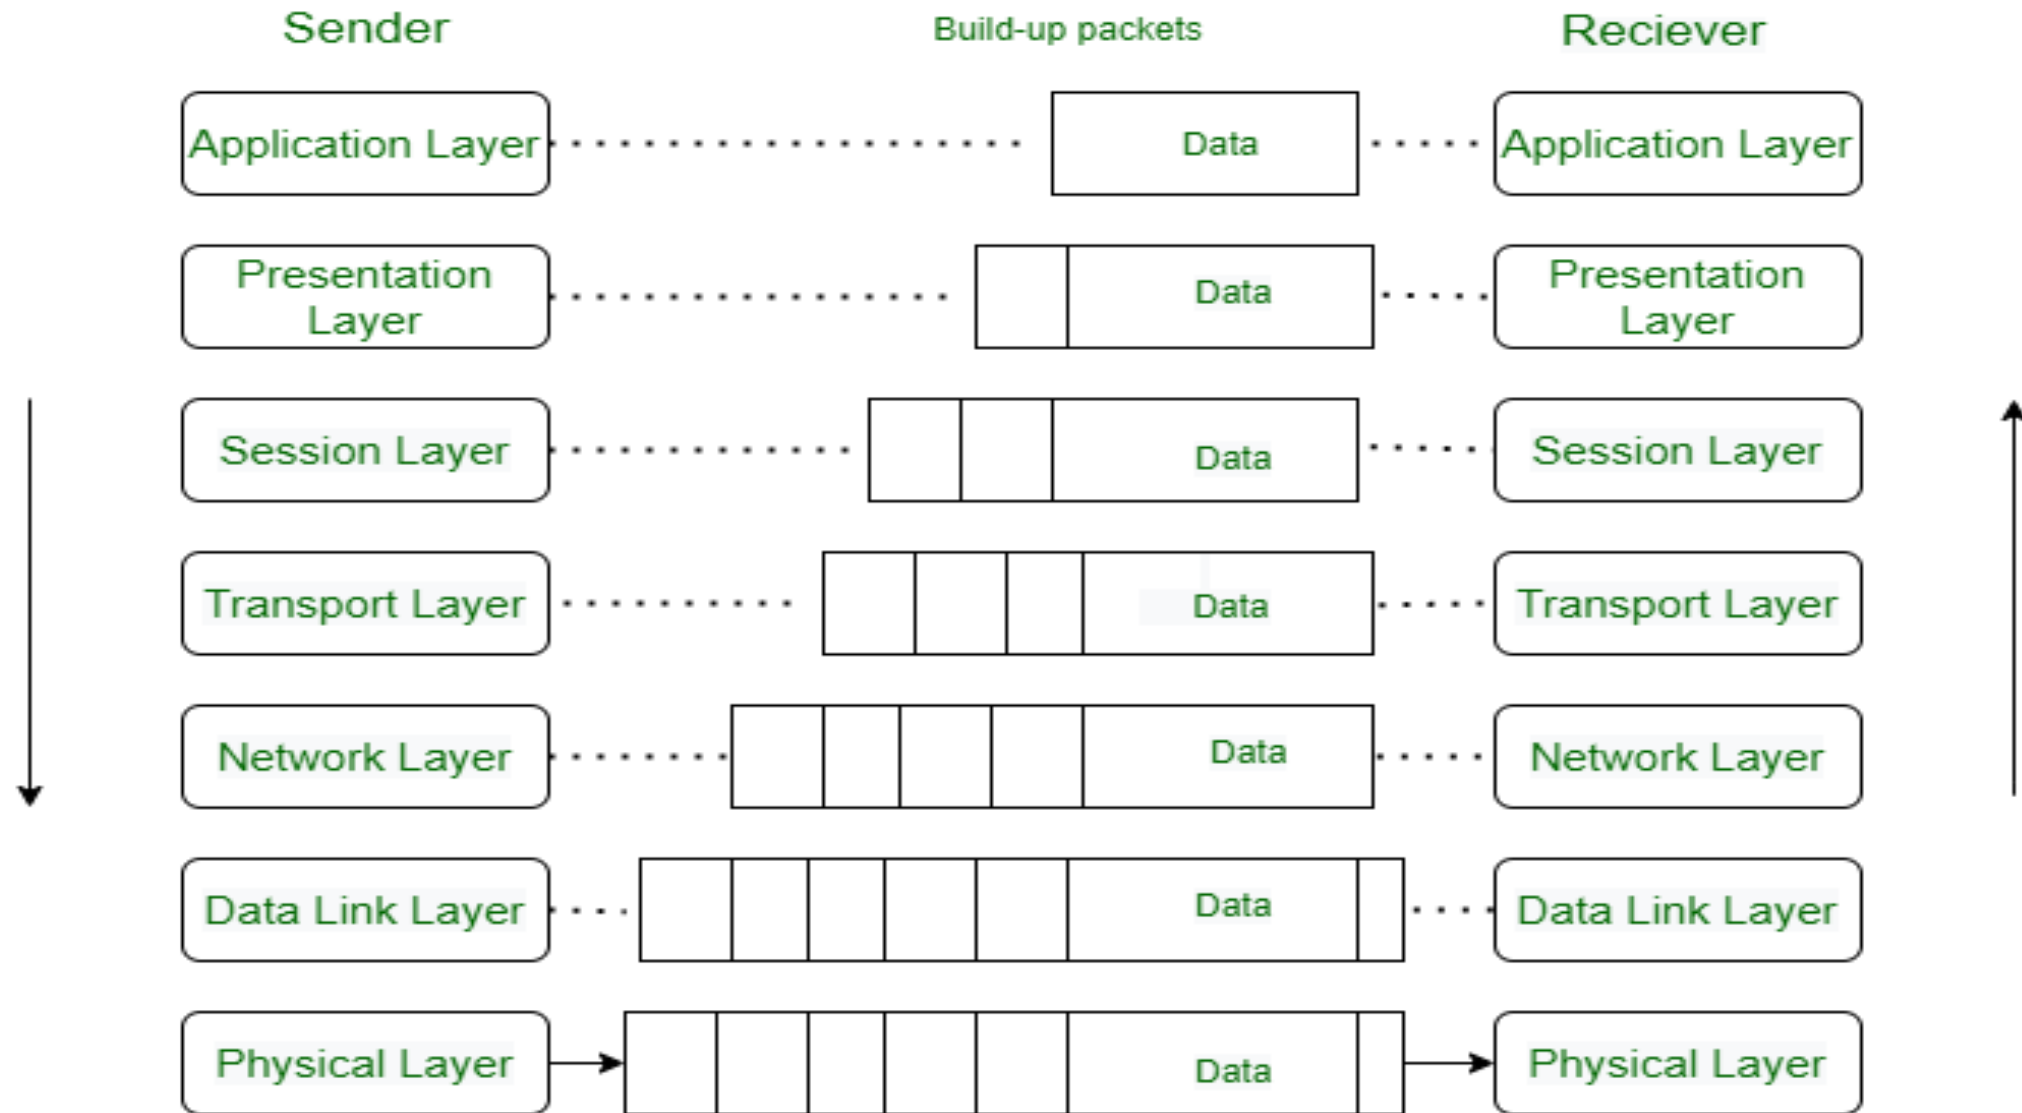 Sender Build-up packets Reciever
Application Layer Data Application Layer
Presentation Layer Data Presentation Layer
Session Layer Data Session Layer
Transport Layer Data Transport Layer
Network Layer Data Network Layer
Data Link Layer Data Data Link Layer
Physical Layer Data Physical Layer